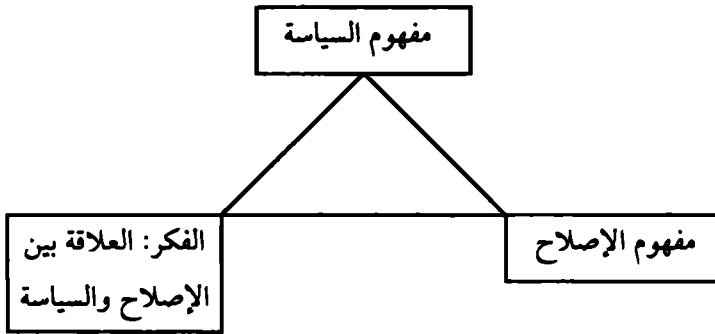 مفهوم السياسة
مفهوم الإصلاح
الفكر: العلاقة بين
الإصلاح والسياسة